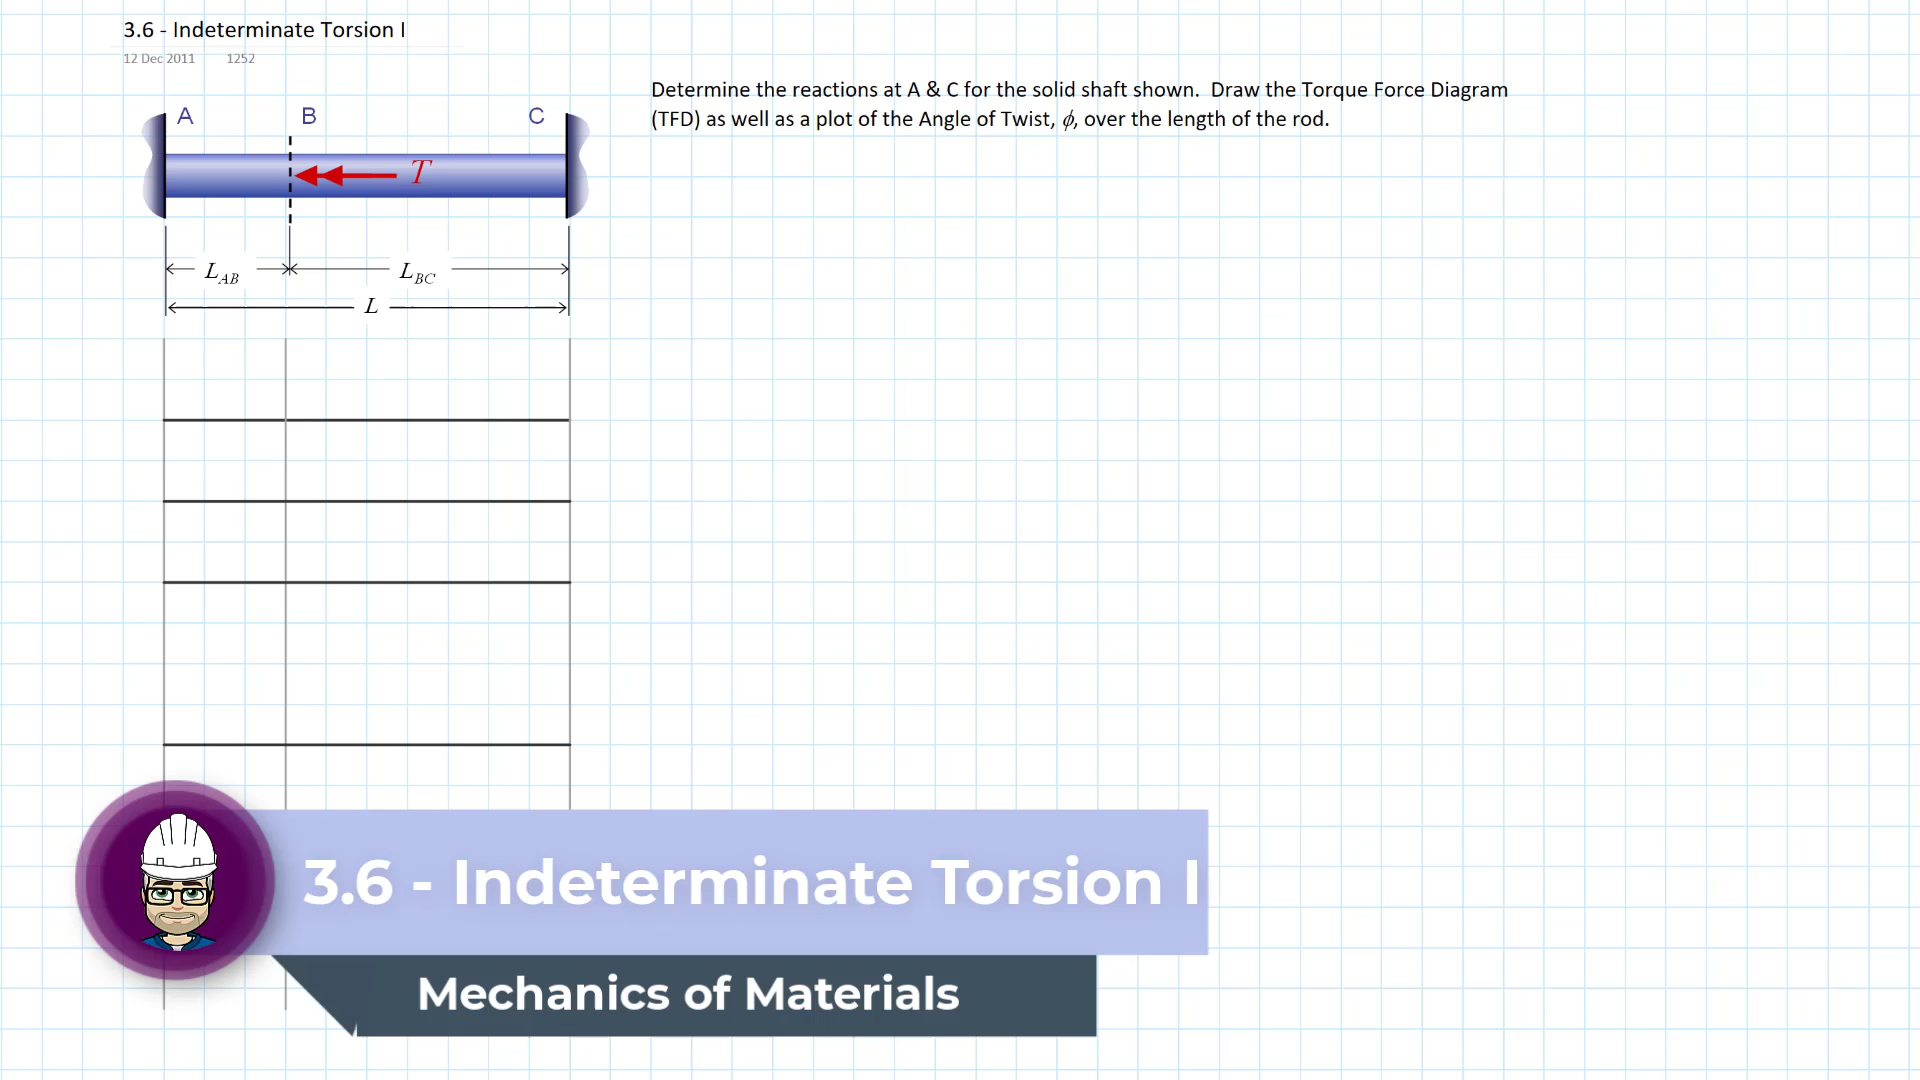 3.6 - Indeterminate Torsion I
12 Dec 2011 1252
Determine the reactions at A & C for the solid shaft shown. Draw the Torque Force Diagram
(TFD) as well as a plot of the Angle of Twist, ϕ, over the length of the rod.
A B C
T
L_AB L_BC
L
3.6 - Indeterminate Torsion I
Mechanics of Materials